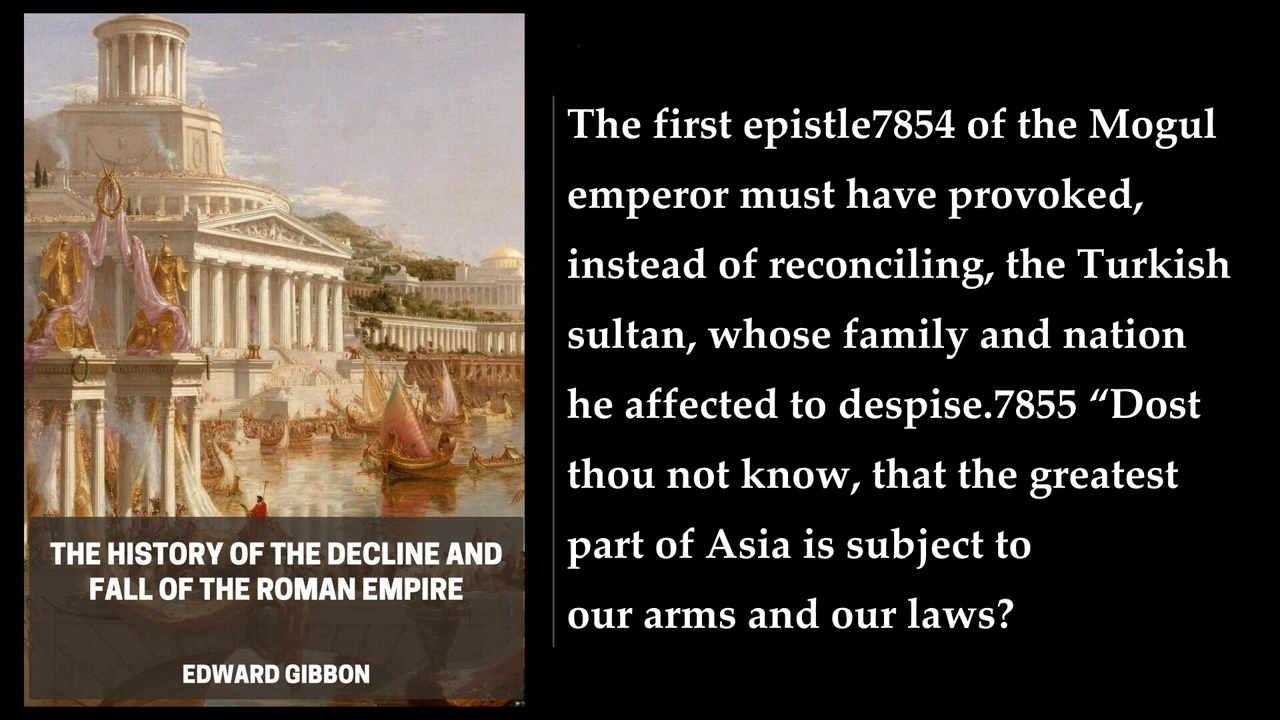 THE HISTORY OF THE DECLINE AND
FALL OF THE ROMAN EMPIRE
EDWARD GIBBON
The first epistle7854 of the Mogul
emperor must have provoked,
instead of reconciling, the Turkish
sultan, whose family and nation
he affected to despise.7855 “Dost
thou not know, that the greatest
part of Asia is subject to
our arms and our laws?